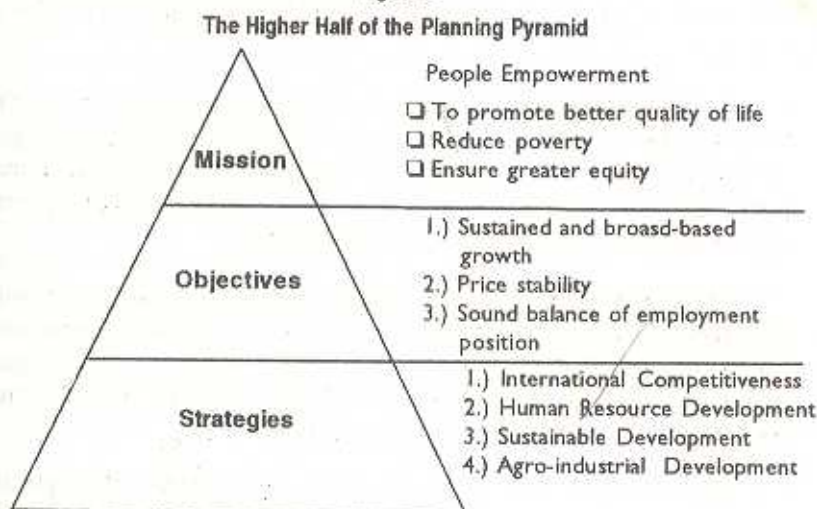 The Higher Half of the Planning Pyramid
People Empowerment
❑ To promote better quality of life
❑ Reduce poverty
❑ Ensure greater equity
Mission
1.) Sustained and broasd-based
growth
2.) Price stability
3.) Sound balance of employment
position
Objectives
1.) International Competitiveness
2.) Human Resource Development
3.) Sustainable Development
4.) Agro-industrial Development
Strategies